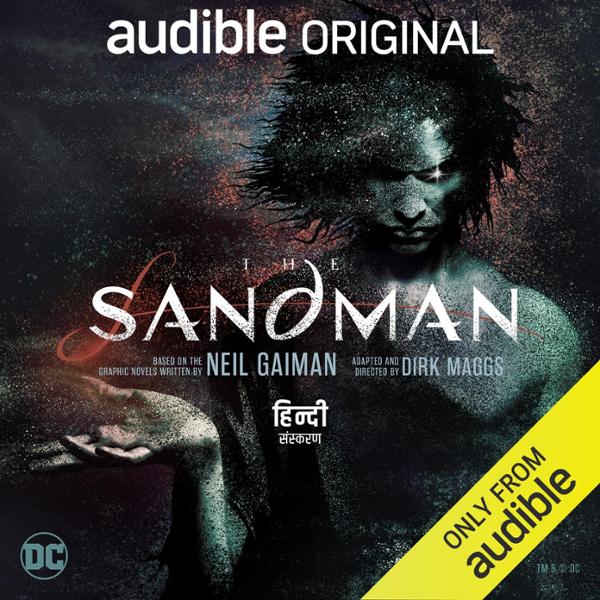 audible ORIGINAL
THE
SANDMAN
BASED ON THE
GRAPHIC NOVELS WRITTEN BY NEIL GAIMAN
ADAPTED AND
DIRECTED BY DIRK MAGGS
हिन्दी
संस्करण
ONLY FROM
audible
DC
TM & © DC